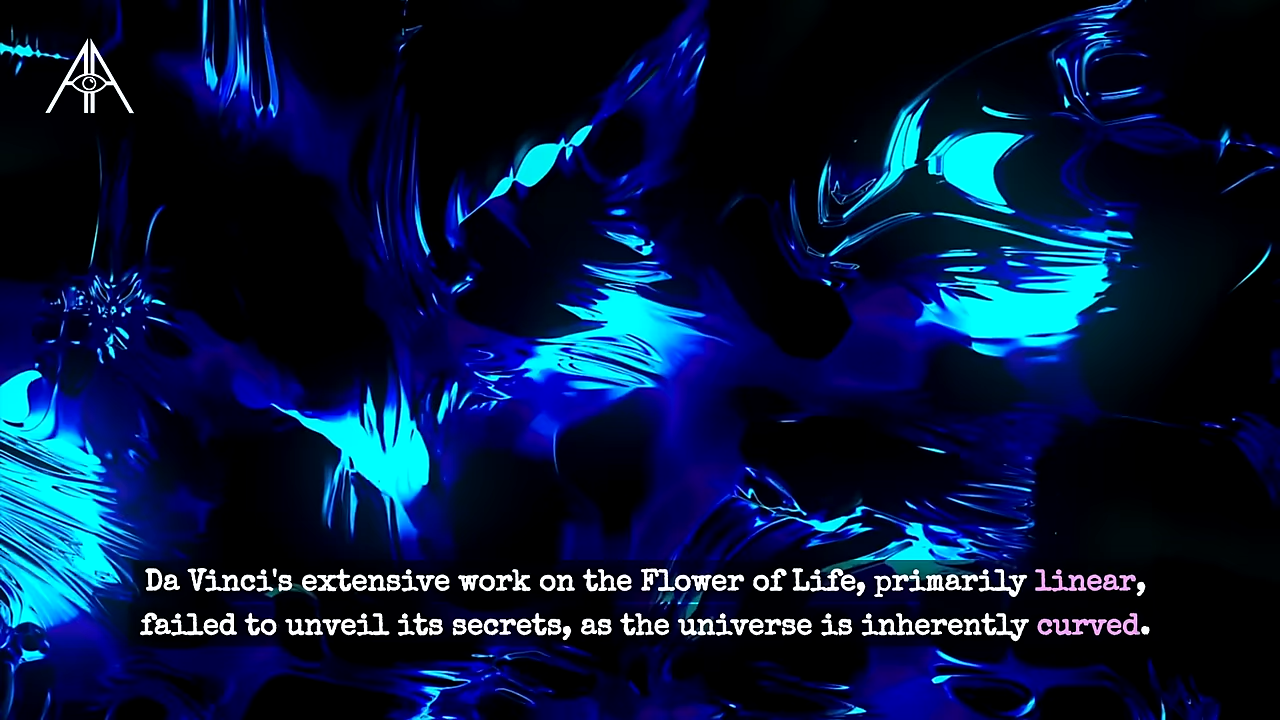 Da Vinci's extensive work on the Flower of Life, primarily linear,
failed to unveil its secrets, as the universe is inherently curved.